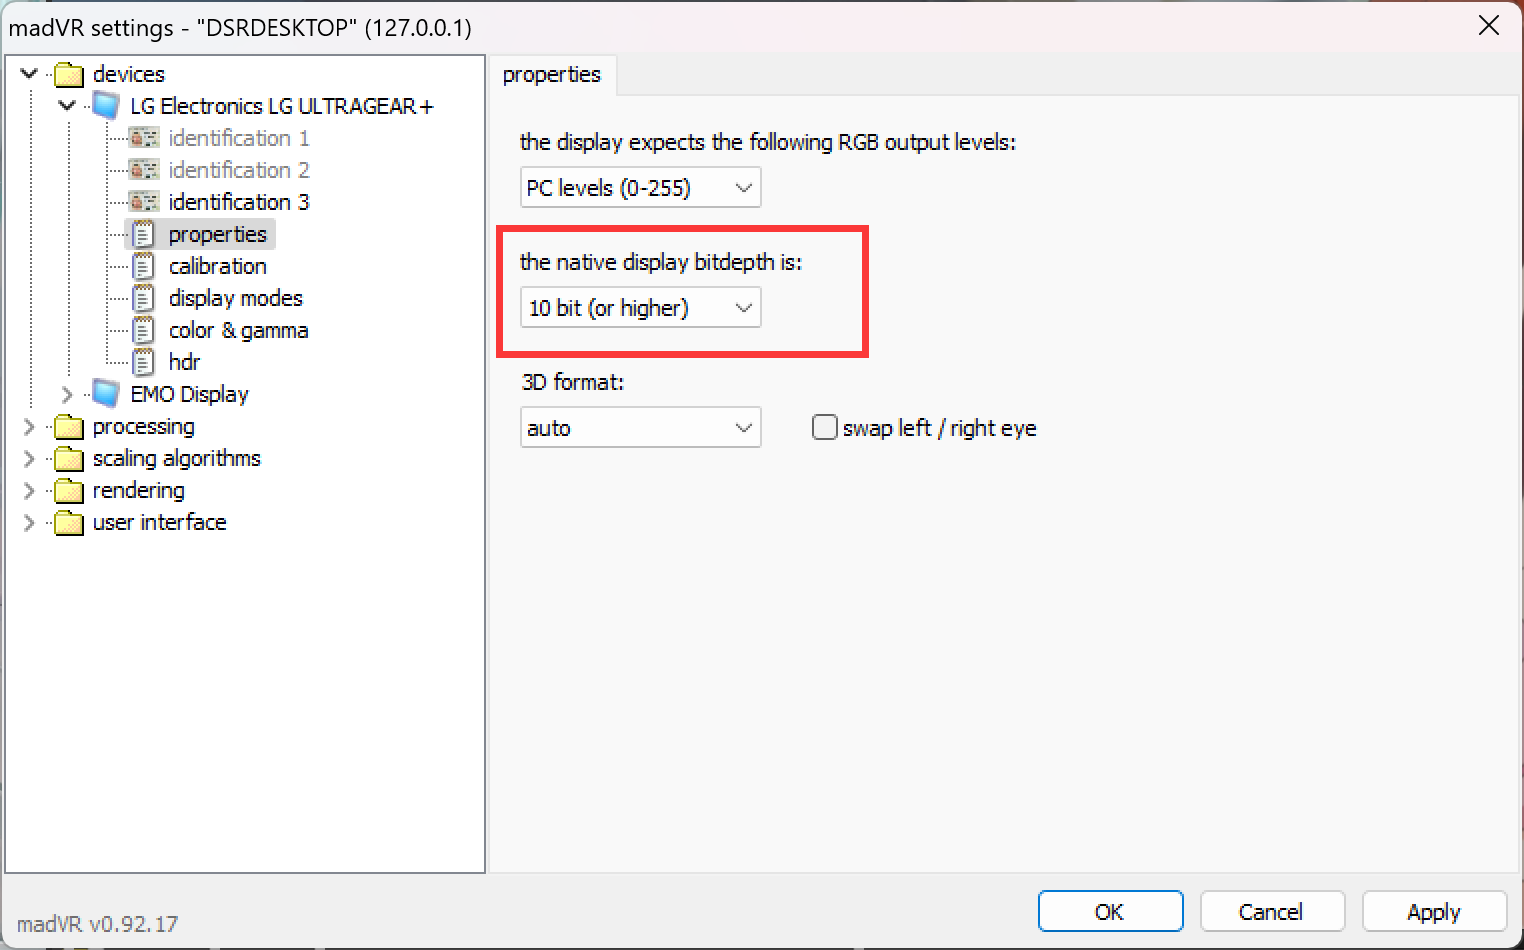 madVR settings - "DSRDESKTOP" (127.0.0.1)
devices
LG Electronics LG ULTRAGEAR+
identification 1
identification 2
identification 3
properties
calibration
display modes
color & gamma
hdr
EMO Display
processing
scaling algorithms
rendering
user interface
properties
the display expects the following RGB output levels:
PC levels (0-255)
the native display bitdepth is:
10 bit (or higher)
3D format:
auto
swap left / right eye
madVR v0.92.17
OK
Cancel
Apply